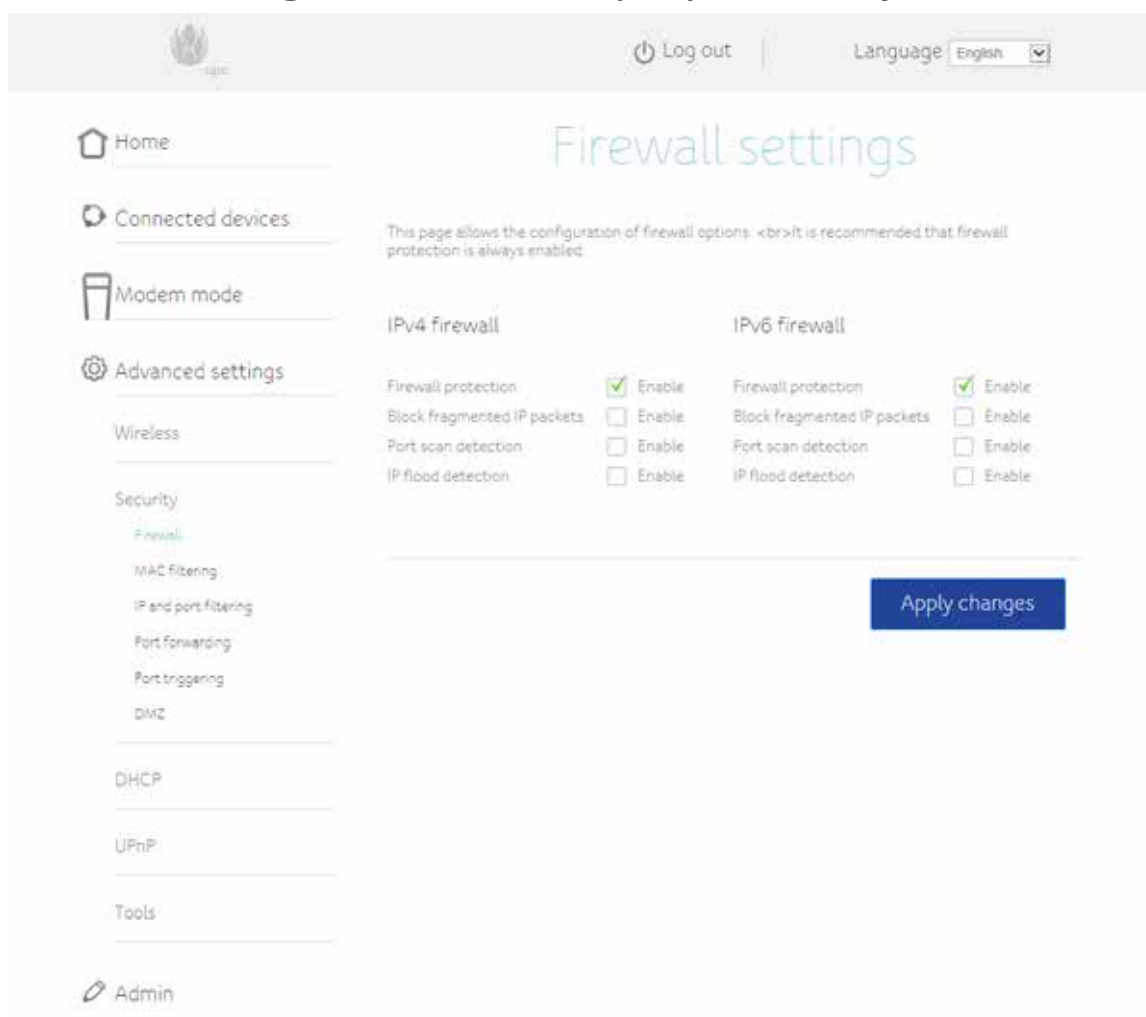 upc
Log out
Language English
Home
Connected devices
Modem mode
Advanced settings
Wireless
Security
Firewall
MAC filtering
IP and port filtering
Port forwarding
Port triggering
DMZ
DHCP
UPnP
Tools
Admin
Firewall settings
This page allows the configuration of firewall options. <br>It is recommended that firewall
protection is always enabled.
IPv4 firewall
Firewall protection Enable
Block fragmented IP packets Enable
Port scan detection Enable
IP flood detection Enable
IPv6 firewall
Firewall protection Enable
Block fragmented IP packets Enable
Port scan detection Enable
IP flood detection Enable
Apply changes